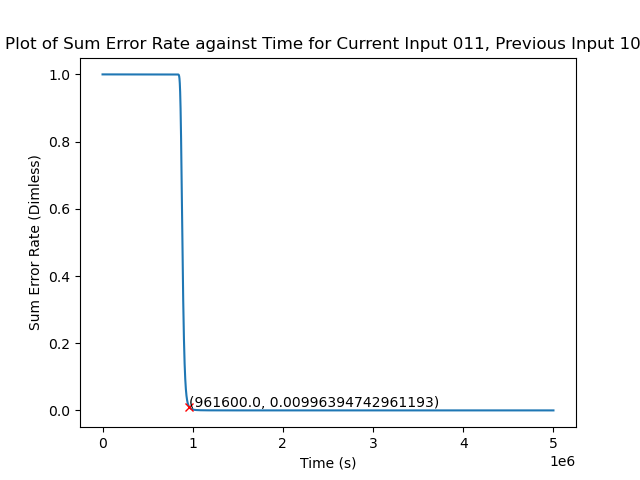 Plot of Sum Error Rate against Time for Current Input 011, Previous Input 10
1.0
0.8
0.6
0.4
0.2
0.0
Sum Error Rate (Dimless)
(961600.0, 0.00996394742961193)
0 1 2 3 4 5
1e6
Time (s)